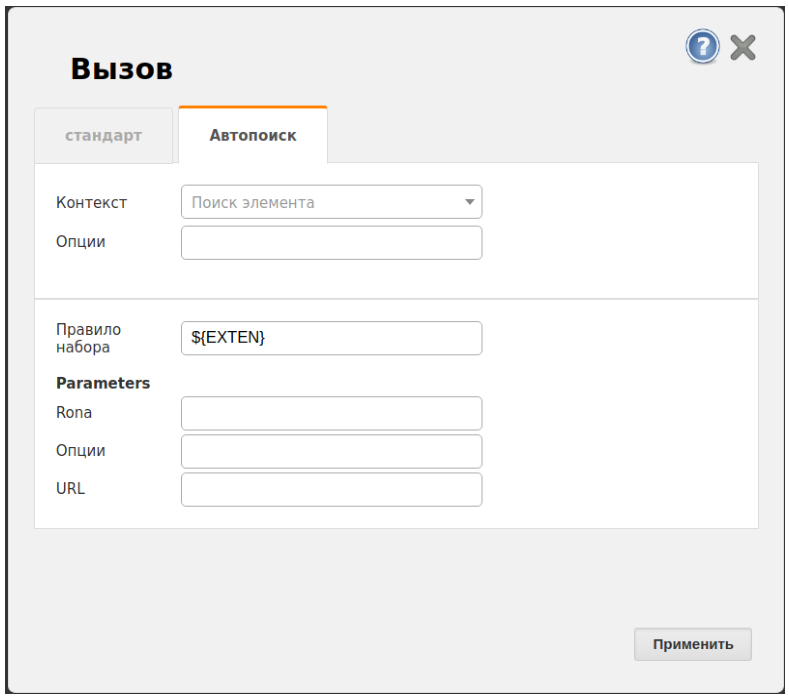 ?
Вызов
стандарт
Автопоиск
Контекст
Поиск элемента
Опции
Правило
набора
${EXTEN}
Parameters
Rona
Опции
URL
Применить